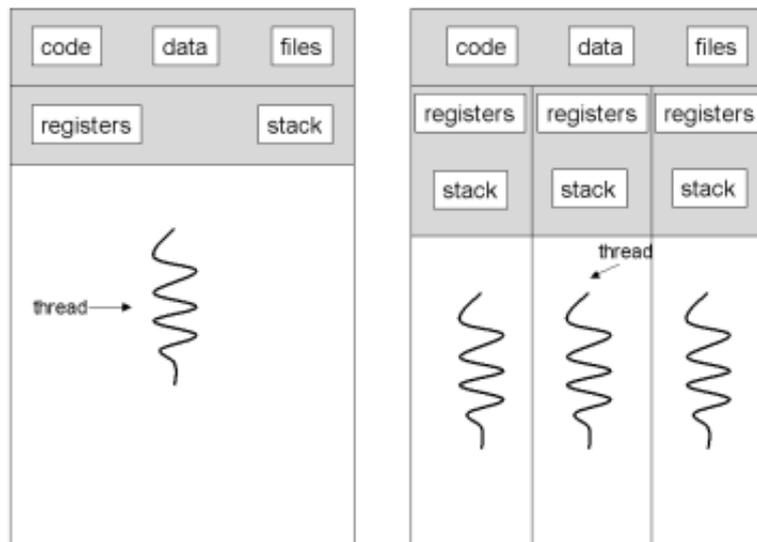 code data files
registers stack
thread
code data files
registers registers registers
stack stack stack
thread